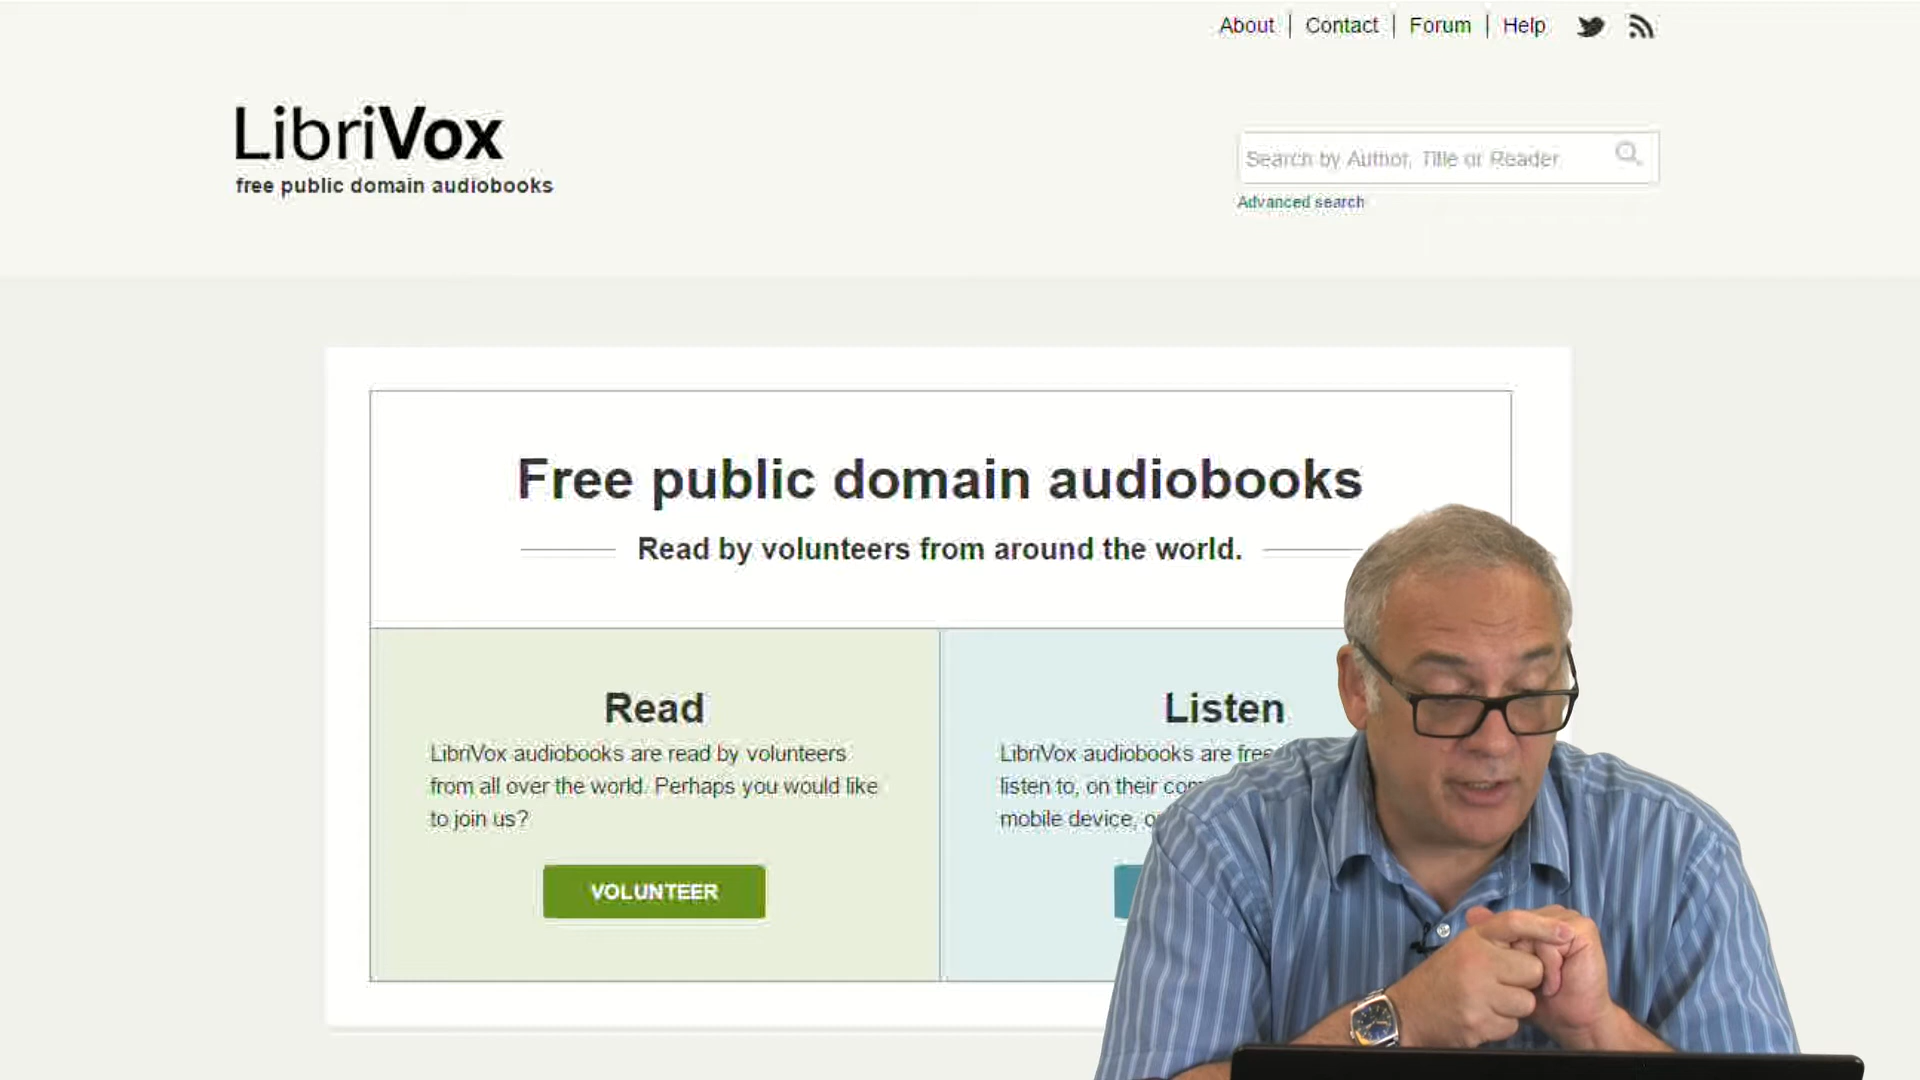 About | Contact | Forum | Help
LibriVox
free public domain audiobooks
Search by Author, Title or Reader
Advanced search
Free public domain audiobooks
Read by volunteers from around the world.
Read
LibriVox audiobooks are read by volunteers
from all over the world. Perhaps you would like
to join us?
VOLUNTEER
Listen
LibriVox audiobooks are free
listen to, on their
mobile device,